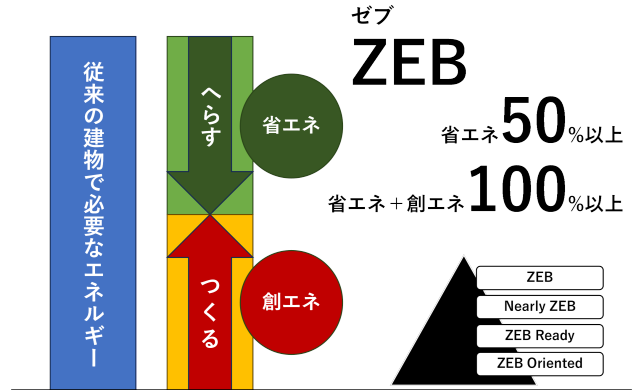 従来の建物で必要なエネルギー
へらす
省エネ
つくる
創エネ
ゼブ
ZEB
省エネ50%以上
省エネ＋創エネ100%以上
ZEB
Nearly ZEB
ZEB Ready
ZEB Oriented